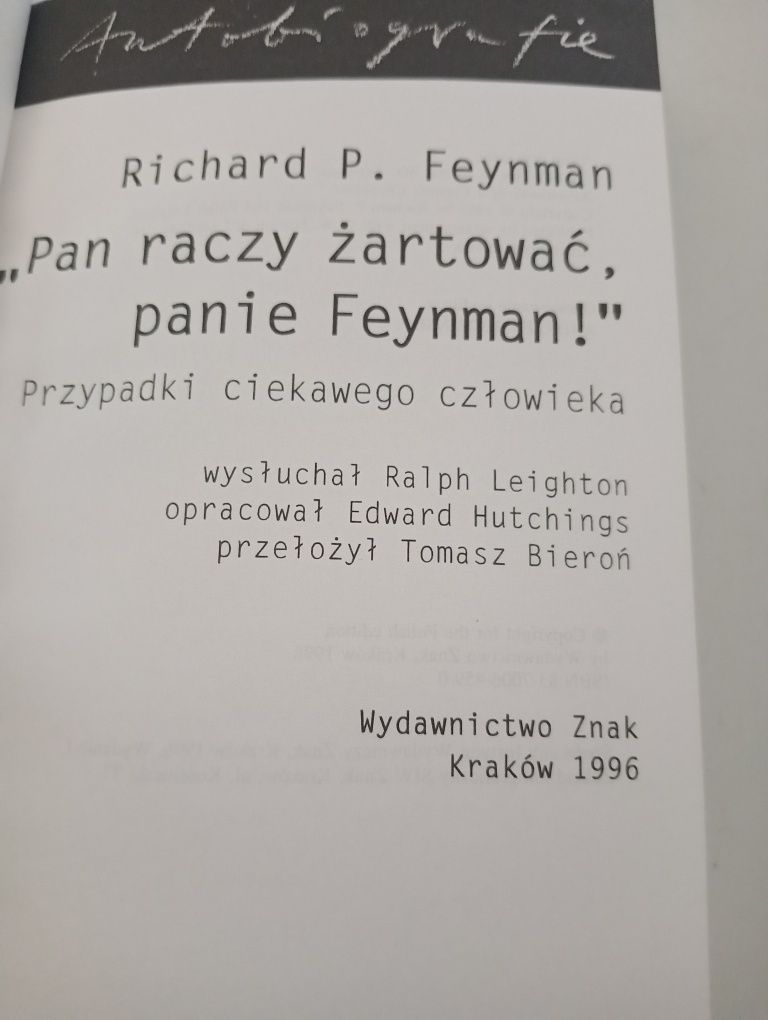 Autobiografie
Richard P. Feynman
„Pan raczy żartować,
panie Feynman!"
Przypadki ciekawego człowieka
wysłuchał Ralph Leighton
opracował Edward Hutchings
przełożył Tomasz Bieroń
Wydawnictwo Znak
Kraków 1996